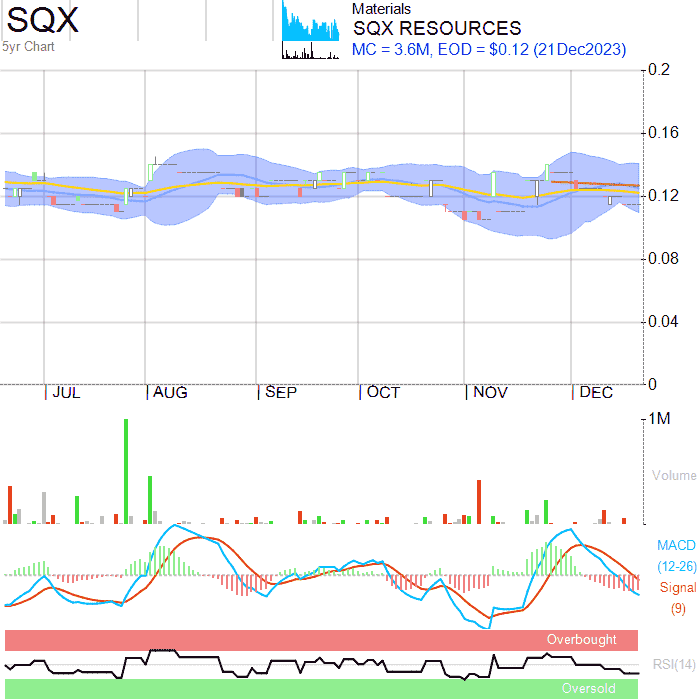 SQX
5yr Chart
Materials
SQX RESOURCES
MC = 3.6M, EOD = $0.12 (21Dec2023)
0.2
0.16
0.12
0.08
0.04
0
JUL AUG SEP OCT NOV DEC
1M
Volume
MACD
(12-26)
Signal
(9)
Overbought
RSI(14)
Oversold